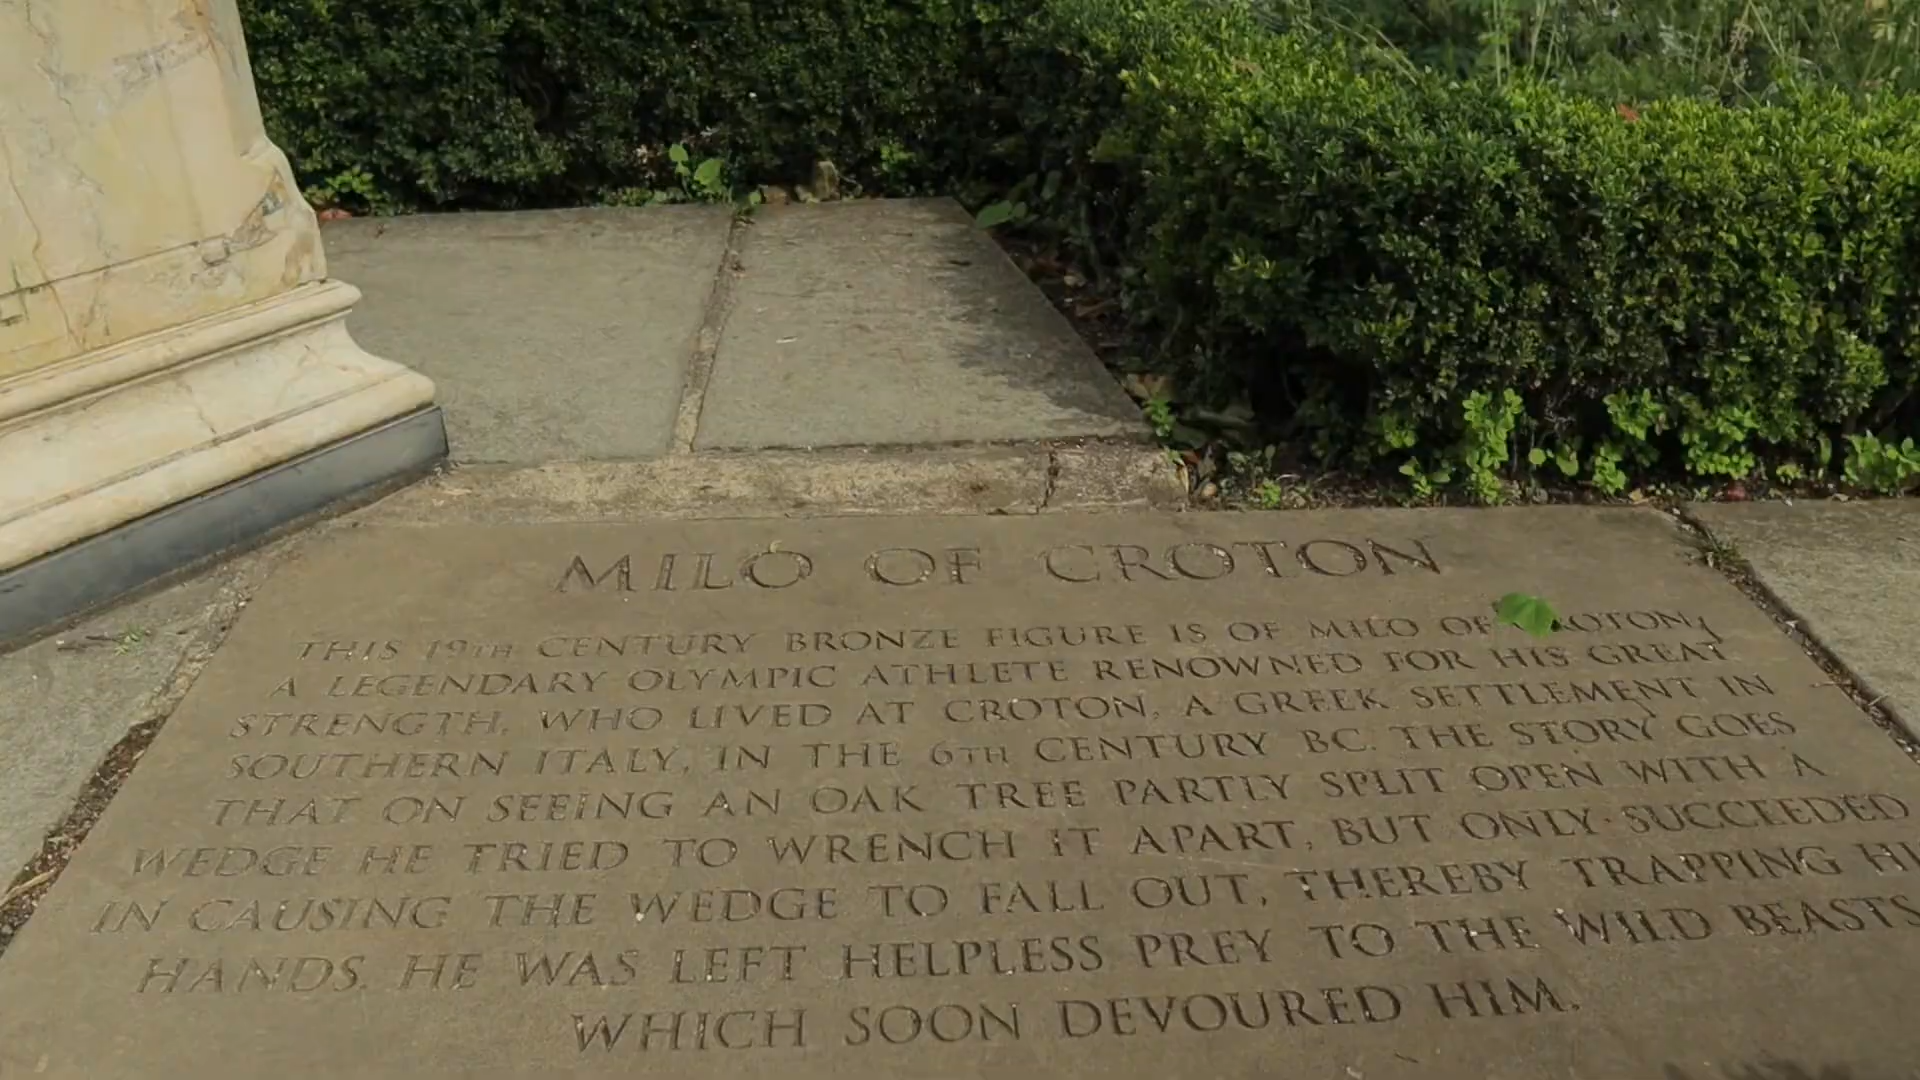 MILO OF CROTON
THIS 19TH CENTURY BRONZE FIGURE IS OF MILO OF ROTON,
A LEGENDARY OLYMPIC ATHLETE RENOWNED FOR HIS GREAT
STRENGTH, WHO LIVED AT CROTON, A GREEK SETTLEMENT IN
SOUTHERN ITALY, IN THE 6TH CENTURY BC. THE STORY GOES
THAT ON SEEING AN OAK TREE PARTLY SPLIT OPEN WITH A
WEDGE HE TRIED TO WRENCH IT APART, BUT ONLY SUCCEEDED
IN CAUSING THE WEDGE TO FALL OUT, THEREBY TRAPPING HI
HANDS. HE WAS LEFT HELPLESS PREY TO THE WILD BEASTS
WHICH SOON DEVOURED HIM.